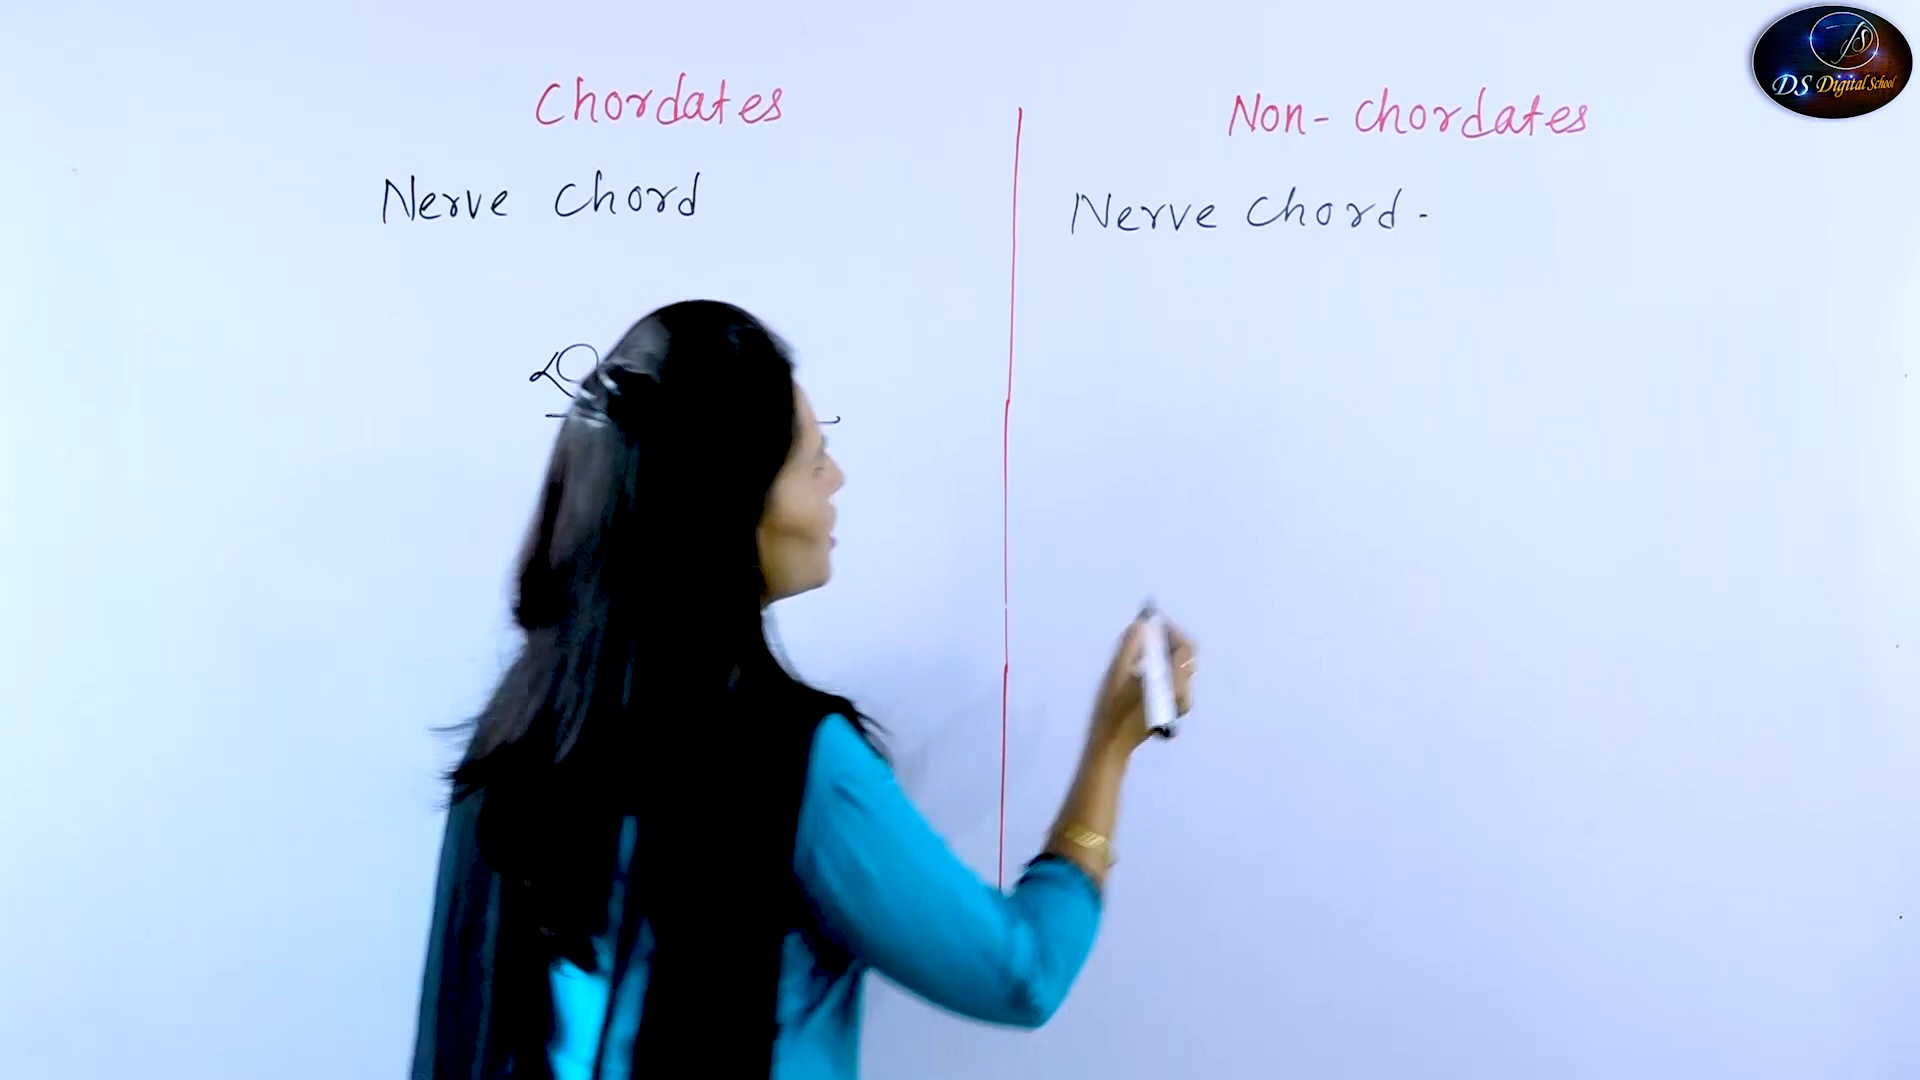 Chordates
Nerve Chord
Non- Chordates
Nerve Chord -
DS Digital School